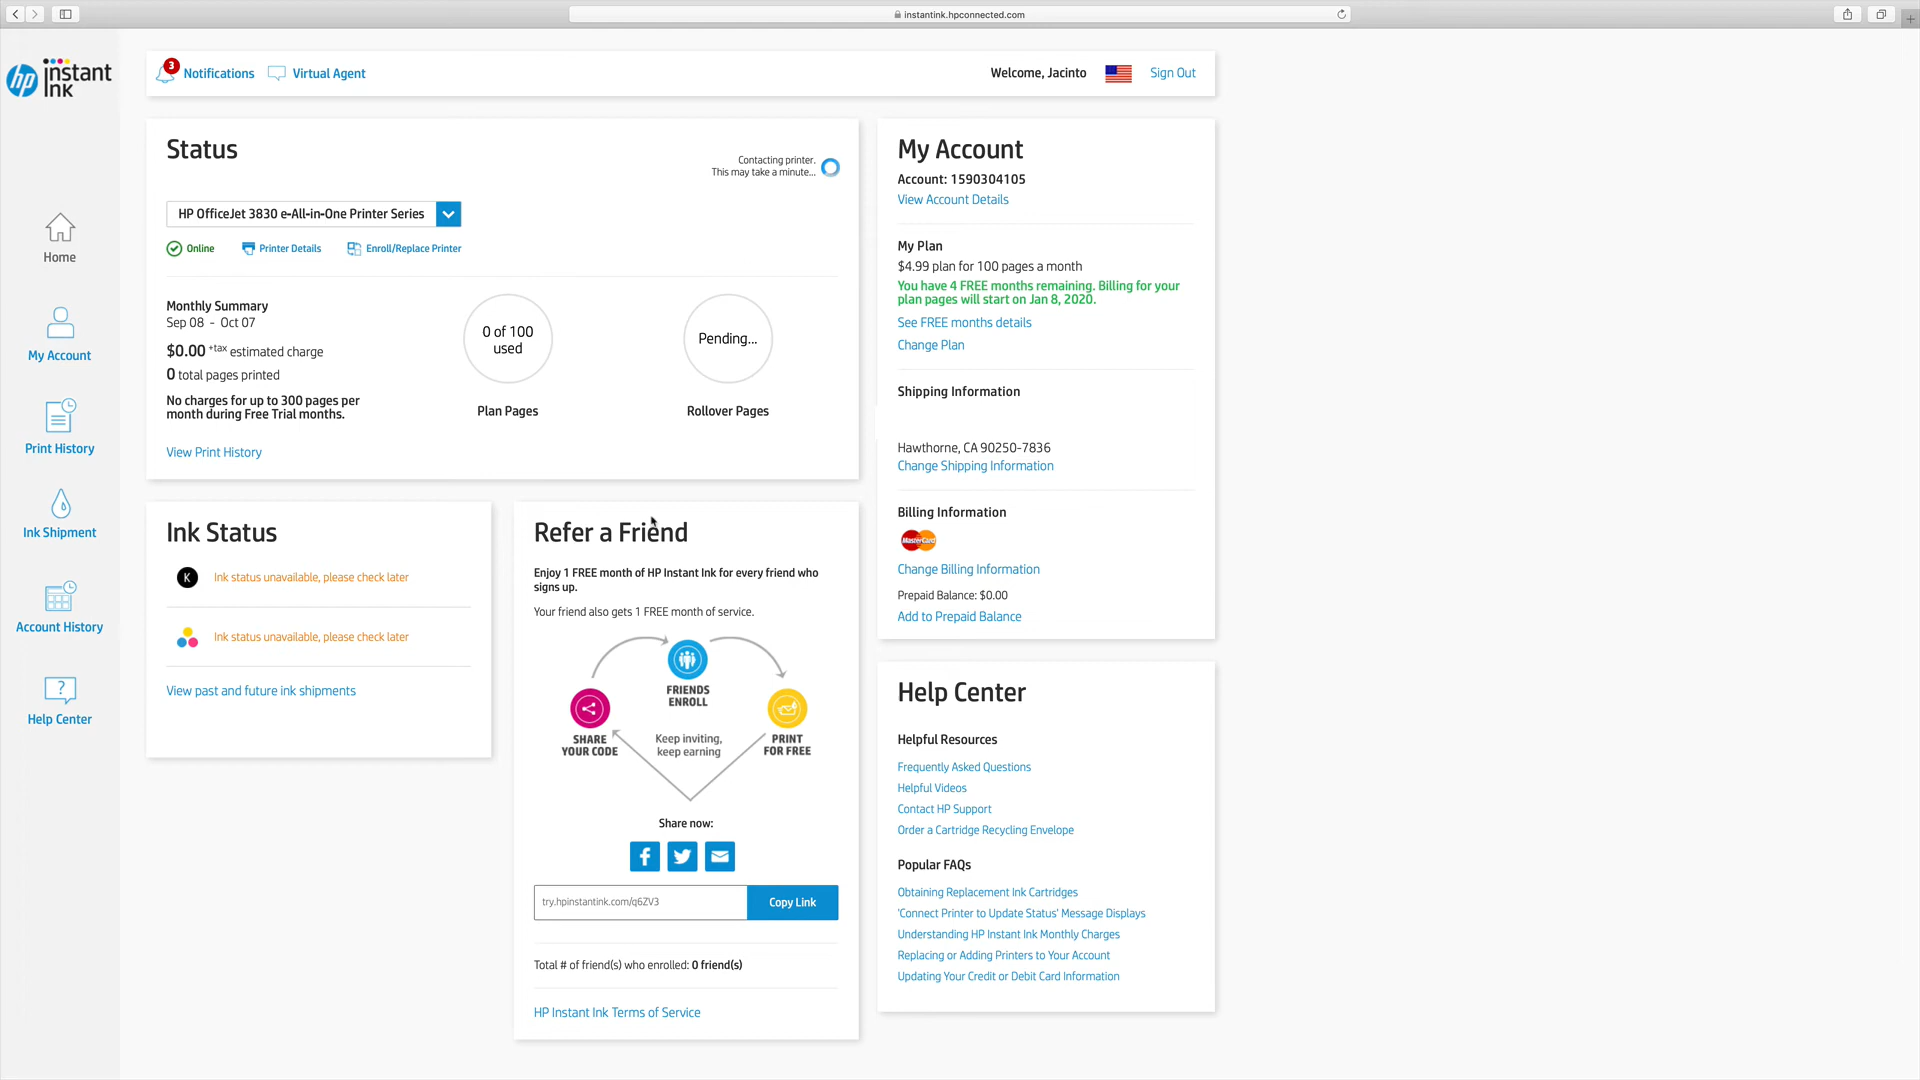 instantink.hpconnected.com
hp instant ink
3
Notifications
Virtual Agent
Welcome, Jacinto
Sign Out
Home
My Account
Print History
Ink Shipment
Account History
? Help Center
Status
Contacting printer.
This may take a minute...
HP OfficeJet 3830 e-All-in-One Printer Series
Online
Printer Details
Enroll/Replace Printer
Monthly Summary
Sep 08 - Oct 07
$0.00 +tax estimated charge
0 total pages printed
No charges for up to 300 pages per
month during Free Trial months.
View Print History
0 of 100
used
Plan Pages
Pending...
Rollover Pages
Ink Status
K
Ink status unavailable, please check later
Ink status unavailable, please check later
View past and future ink shipments
Refer a Friend
Enjoy 1 FREE month of HP Instant Ink for every friend who
signs up.
Your friend also gets 1 FREE month of service.
FRIENDS
ENROLL
SHARE
YOUR CODE
Keep inviting,
keep earning
PRINT
FOR FREE
Share now:
try.hpinstantink.com/q6ZV3
Copy Link
Total # of friend(s) who enrolled: 0 friend(s)
HP Instant Ink Terms of Service
My Account
Account: 1590304105
View Account Details
My Plan
$4.99 plan for 100 pages a month
You have 4 FREE months remaining. Billing for your
plan pages will start on Jan 8, 2020.
See FREE months details
Change Plan
Shipping Information
Hawthorne, CA 90250-7836
Change Shipping Information
Billing Information
MasterCard
Change Billing Information
Prepaid Balance: $0.00
Add to Prepaid Balance
Help Center
Helpful Resources
Frequently Asked Questions
Helpful Videos
Contact HP Support
Order a Cartridge Recycling Envelope
Popular FAQs
Obtaining Replacement Ink Cartridges
'Connect Printer to Update Status' Message Displays
Understanding HP Instant Ink Monthly Charges
Replacing or Adding Printers to Your Account
Updating Your Credit or Debit Card Information